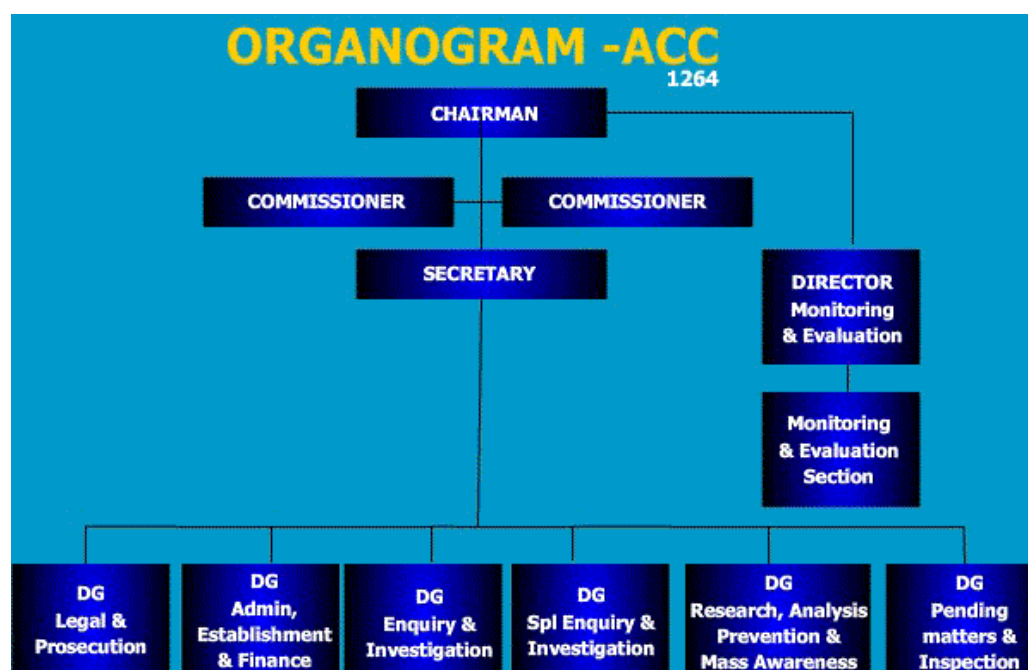 ORGANOGRAM -ACC
1264
CHAIRMAN
COMMISSIONER
COMMISSIONER
SECRETARY
DIRECTOR
Monitoring
& Evaluation
Monitoring
& Evaluation
Section
DG
Legal &
Prosecution
DG
Admin,
Establishment
& Finance
DG
Enquiry &
Investigation
DG
Spl Enquiry &
Investigation
DG
Research, Analysis
Prevention &
Mass Awareness
DG
Pending
matters &
Inspection